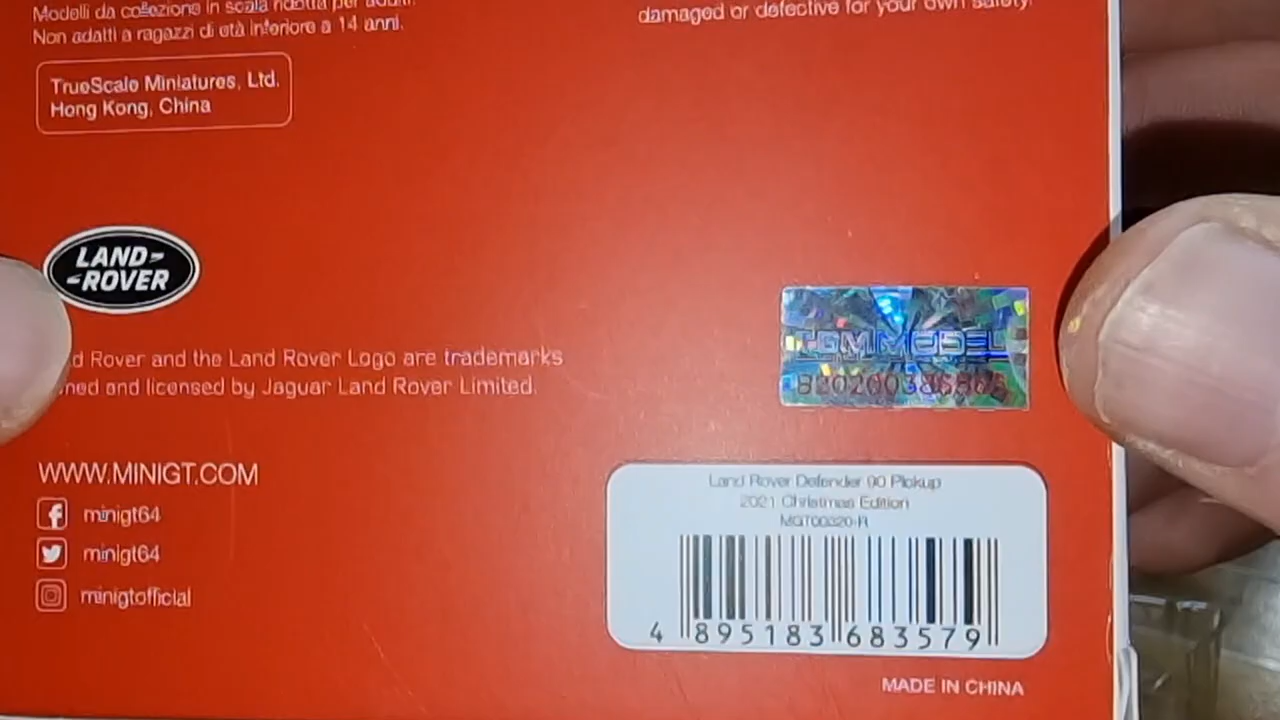 Modelli da collezione in scala ridotta per adulti.
Non adatti a ragazzi di età inferiore a 14 anni.
damaged or defective for your own safety.
TrueScale Miniatures, Ltd.
Hong Kong, China
LAND-
-ROVER
d Rover and the Land Rover Logo are trademarks
ned and licensed by Jaguar Land Rover Limited.
TSM MODEL
WWW.MINIGT.COM
minigt64
minigt64
minigtofficial
Land Rover Defender 90 Pickup
2021 Christmas Edition
MGT00320-R
4 895183 683579
MADE IN CHINA